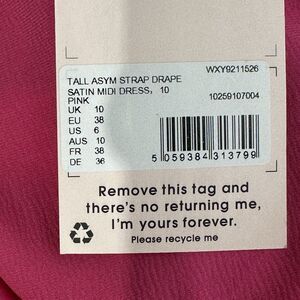 WXY9211526
TALL ASYM STRAP DRAPE
SATIN MIDI DRESS, 10
PINK 10259107004
UK 10
EU 38
US 6
AUS 10
FR 38
DE 36
5 059384 313799
Remove this tag and
there's no returning me,
I'm yours forever.
Please recycle me